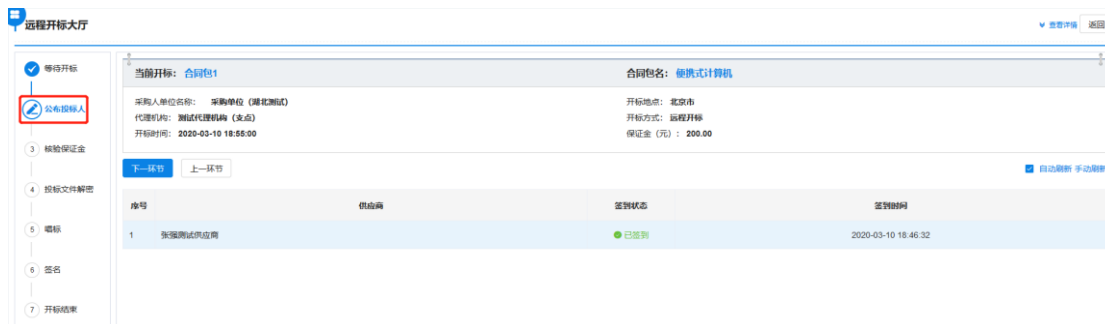 远程开标大厅
查看详情 返回
等待开标
公布投标人
3 核验保证金
4 投标文件解密
5 唱标
6 签名
7 开标结束
当前开标： 合同包1 合同包名： 便携式计算机
采购人单位名称： 采购单位（湖北测试） 开标地点： 北京市
代理机构： 测试代理机构（支点） 开标方式： 远程开标
开标时间： 2020-03-10 18:55:00 保证金（元）： 200.00
下一环节 上一环节 自动刷新 手动刷新
序号 供应商 签到状态 签到时间
1 张强测试供应商 已签到 2020-03-10 18:46:32